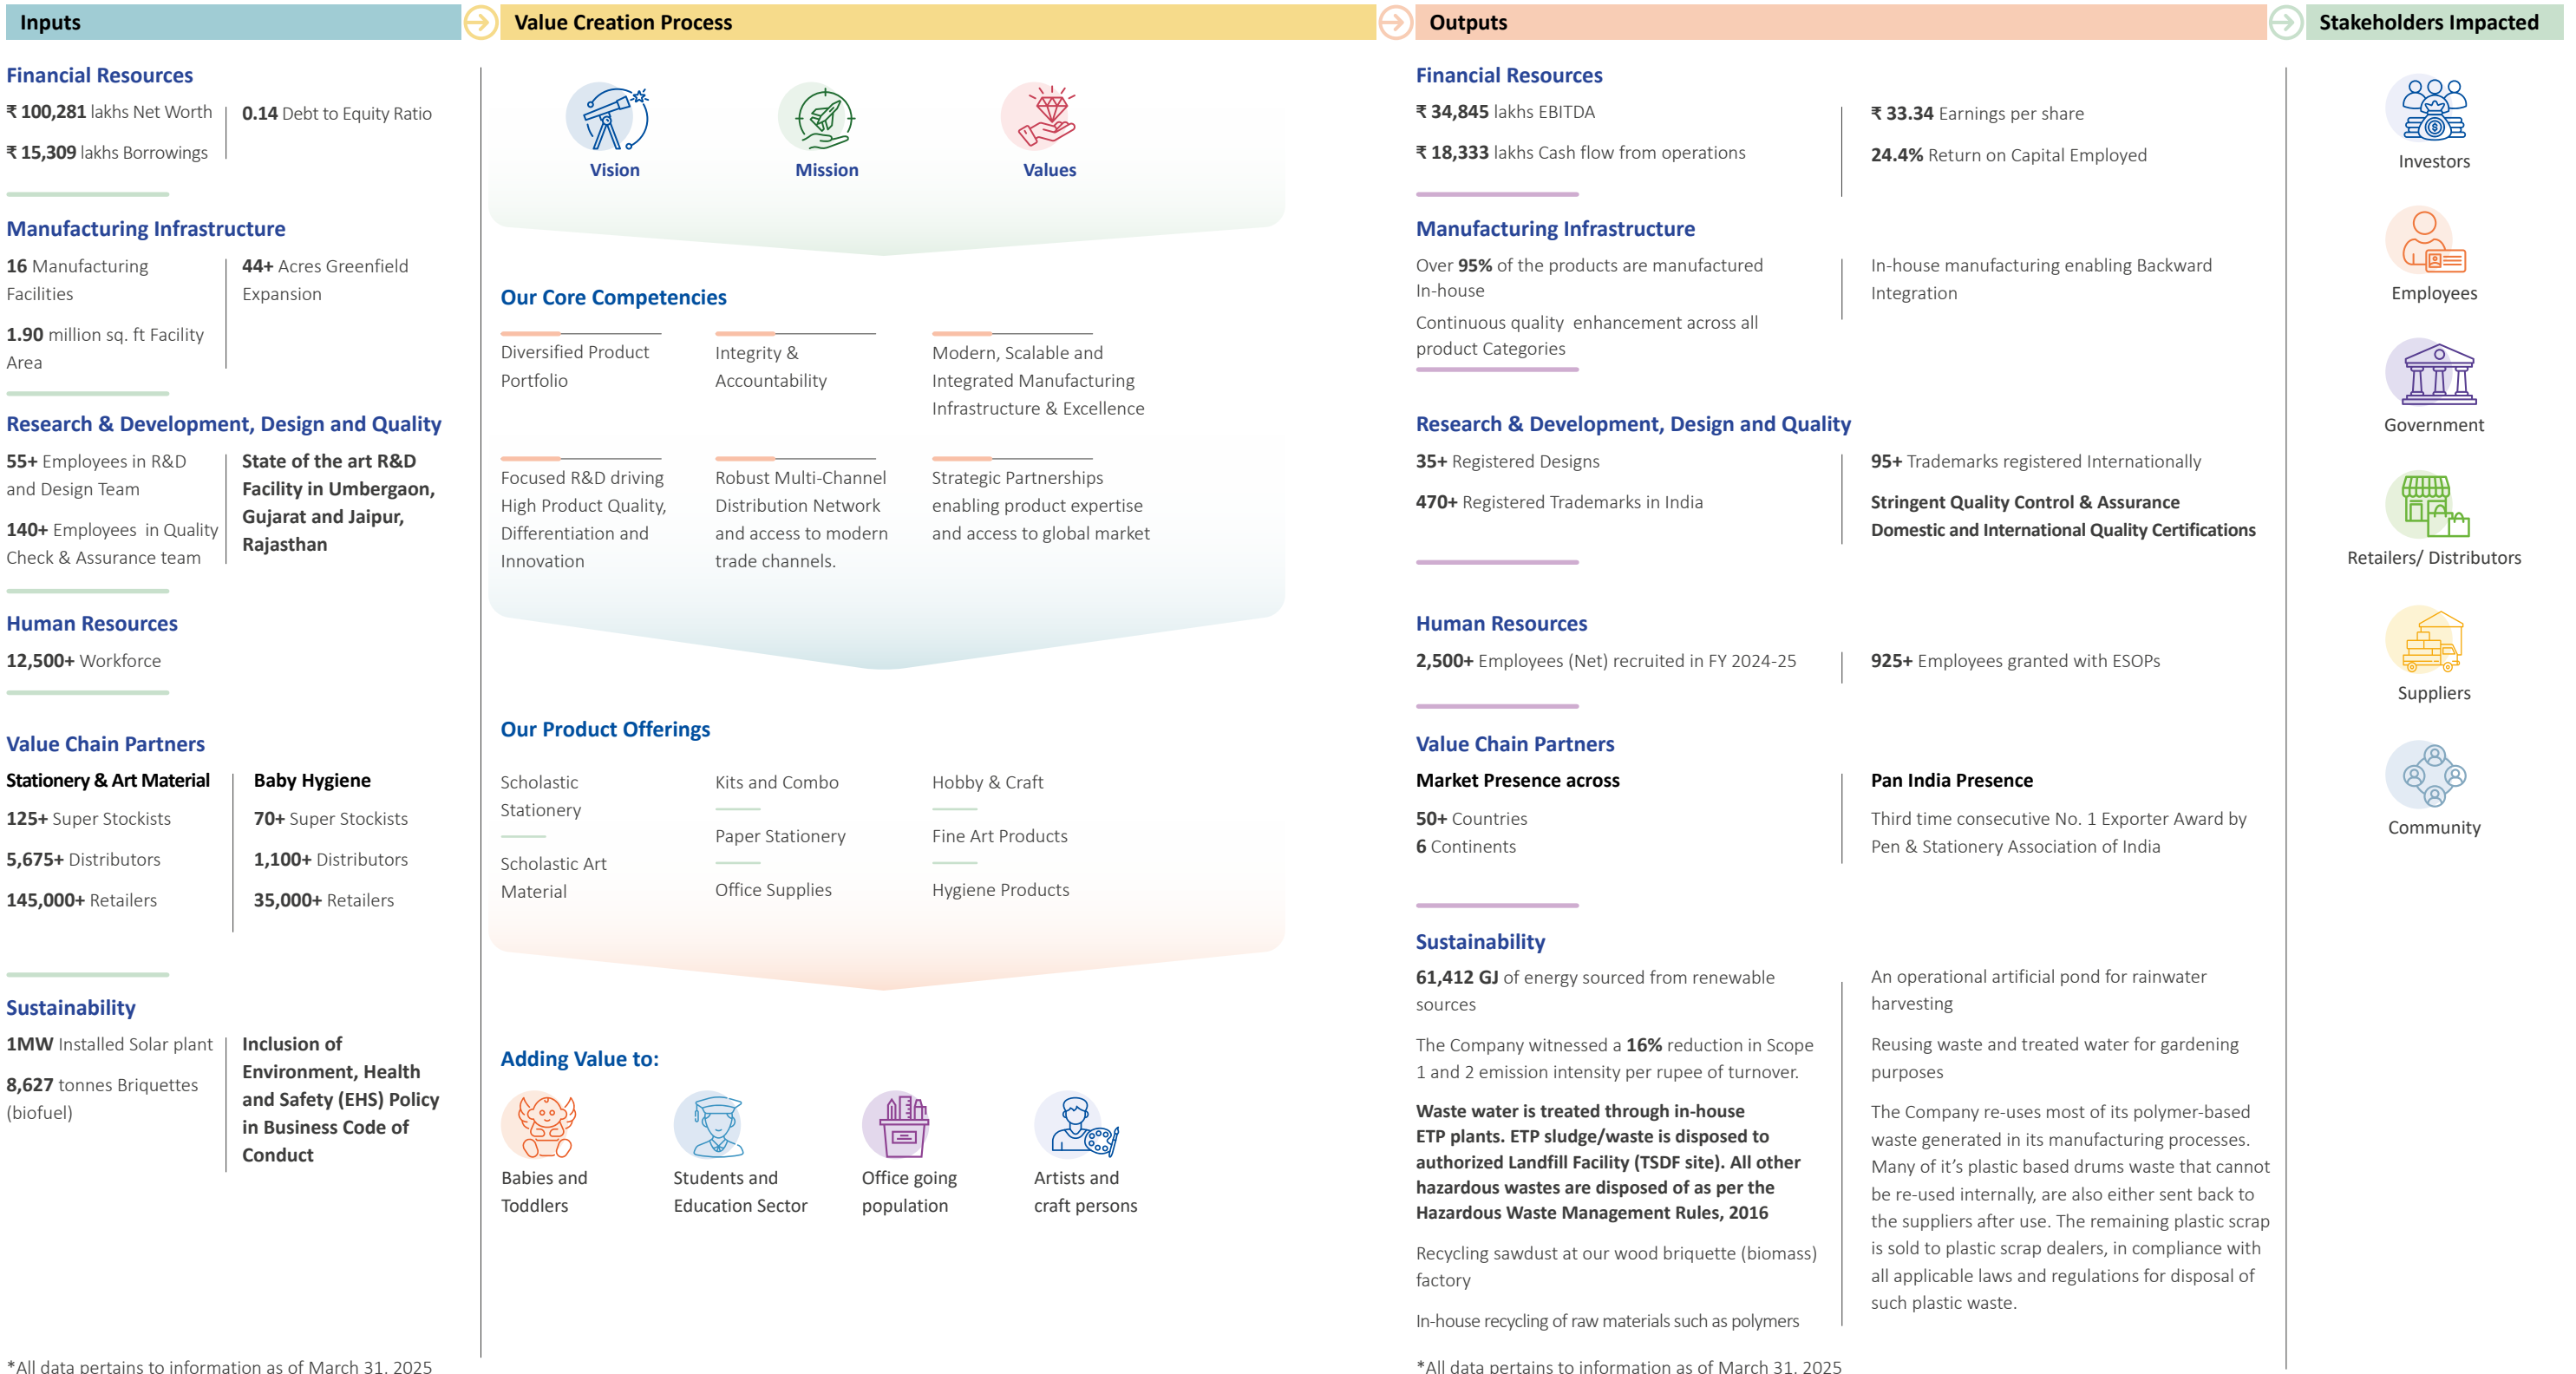 Inputs
Financial Resources
₹ 100,281 lakhs Net Worth
₹ 15,309 lakhs Borrowings
0.14 Debt to Equity Ratio
Manufacturing Infrastructure
16 Manufacturing
Facilities
1.90 million sq. ft Facility
Area
44+ Acres Greenfield
Expansion
Research & Development, Design and Quality
55+ Employees in R&D
and Design Team
140+ Employees in Quality
Check & Assurance team
State of the art R&D
Facility in Umbergaon,
Gujarat and Jaipur,
Rajasthan
Human Resources
12,500+ Workforce
Value Chain Partners
Stationery & Art Material
125+ Super Stockists
5,675+ Distributors
145,000+ Retailers
Baby Hygiene
70+ Super Stockists
1,100+ Distributors
35,000+ Retailers
Sustainability
1MW Installed Solar plant
8,627 tonnes Briquettes
(biofuel)
Inclusion of
Environment, Health
and Safety (EHS) Policy
in Business Code of
Conduct
*All data pertains to information as of March 31, 2025
Value Creation Process
Vision
Mission
Values
Our Core Competencies
Diversified Product
Portfolio
Integrity &
Accountability
Modern, Scalable and
Integrated Manufacturing
Infrastructure & Excellence
Focused R&D driving
High Product Quality,
Differentiation and
Innovation
Robust Multi-Channel
Distribution Network
and access to modern
trade channels.
Strategic Partnerships
enabling product expertise
and access to global market
Our Product Offerings
Scholastic
Stationery
Scholastic Art
Material
Kits and Combo
Paper Stationery
Office Supplies
Hobby & Craft
Fine Art Products
Hygiene Products
Adding Value to:
Babies and
Toddlers
Students and
Education Sector
Office going
population
Artists and
craft persons
Outputs
Financial Resources
₹ 34,845 lakhs EBITDA
₹ 18,333 lakhs Cash flow from operations
₹ 33.34 Earnings per share
24.4% Return on Capital Employed
Manufacturing Infrastructure
Over 95% of the products are manufactured
In-house
Continuous quality enhancement across all
product Categories
In-house manufacturing enabling Backward
Integration
Research & Development, Design and Quality
35+ Registered Designs
470+ Registered Trademarks in India
95+ Trademarks registered Internationally
Stringent Quality Control & Assurance
Domestic and International Quality Certifications
Human Resources
2,500+ Employees (Net) recruited in FY 2024-25
925+ Employees granted with ESOPs
Value Chain Partners
Market Presence across
50+ Countries
6 Continents
Pan India Presence
Third time consecutive No. 1 Exporter Award by
Pen & Stationery Association of India
Sustainability
61,412 GJ of energy sourced from renewable
sources
The Company witnessed a 16% reduction in Scope
1 and 2 emission intensity per rupee of turnover.
Waste water is treated through in-house
ETP plants. ETP sludge/waste is disposed to
authorized Landfill Facility (TSDF site). All other
hazardous wastes are disposed of as per the
Hazardous Waste Management Rules, 2016
Recycling sawdust at our wood briquette (biomass)
factory
In-house recycling of raw materials such as polymers
An operational artificial pond for rainwater
harvesting
Reusing waste and treated water for gardening
purposes
The Company re-uses most of its polymer-based
waste generated in its manufacturing processes.
Many of it's plastic based drums waste that cannot
be re-used internally, are also either sent back to
the suppliers after use. The remaining plastic scrap
is sold to plastic scrap dealers, in compliance with
all applicable laws and regulations for disposal of
such plastic waste.
*All data pertains to information as of March 31, 2025
Stakeholders Impacted
Investors
Employees
Government
Retailers/ Distributors
Suppliers
Community